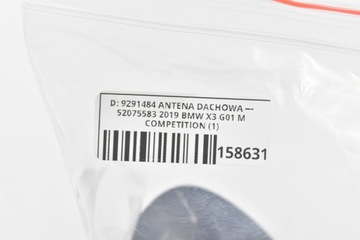 D: 9291484 ANTENA DACHOWA ---
52075583 2019 BMW X3 G01 M
COMPETITION (1)
158631